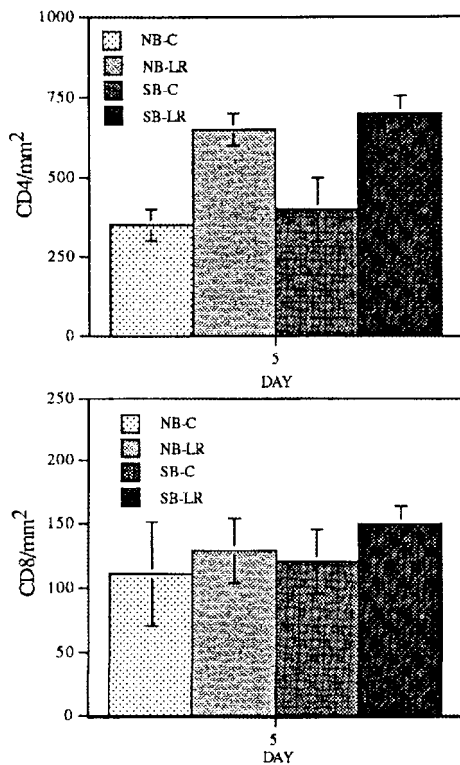 1000
NB-C
NB-LR
SB-C
SB-LR
750
500
250
0
CD4/mm²
5
DAY
250
NB-C
NB-LR
SB-C
SB-LR
200
150
100
50
0
CD8/mm²
5
DAY